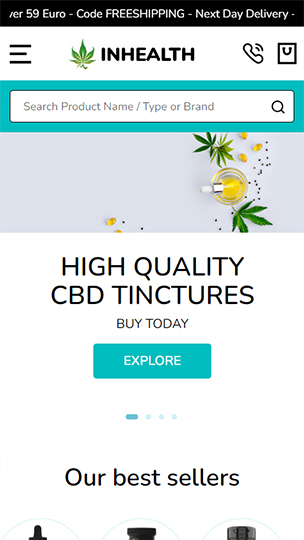 ver 59 Euro - Code FREESHIPPING - Next Day Delivery -
INHEALTH
Search Product Name / Type or Brand
HIGH QUALITY
CBD TINCTURES
BUY TODAY
EXPLORE
Our best sellers